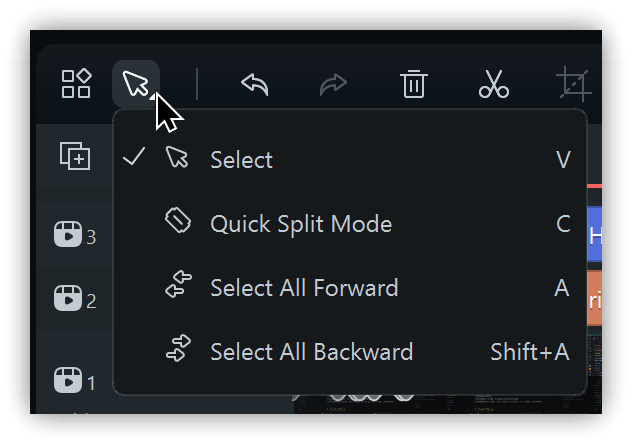 Select V
Quick Split Mode C
H
3
Select All Forward A
ri
2
Select All Backward Shift+A
1